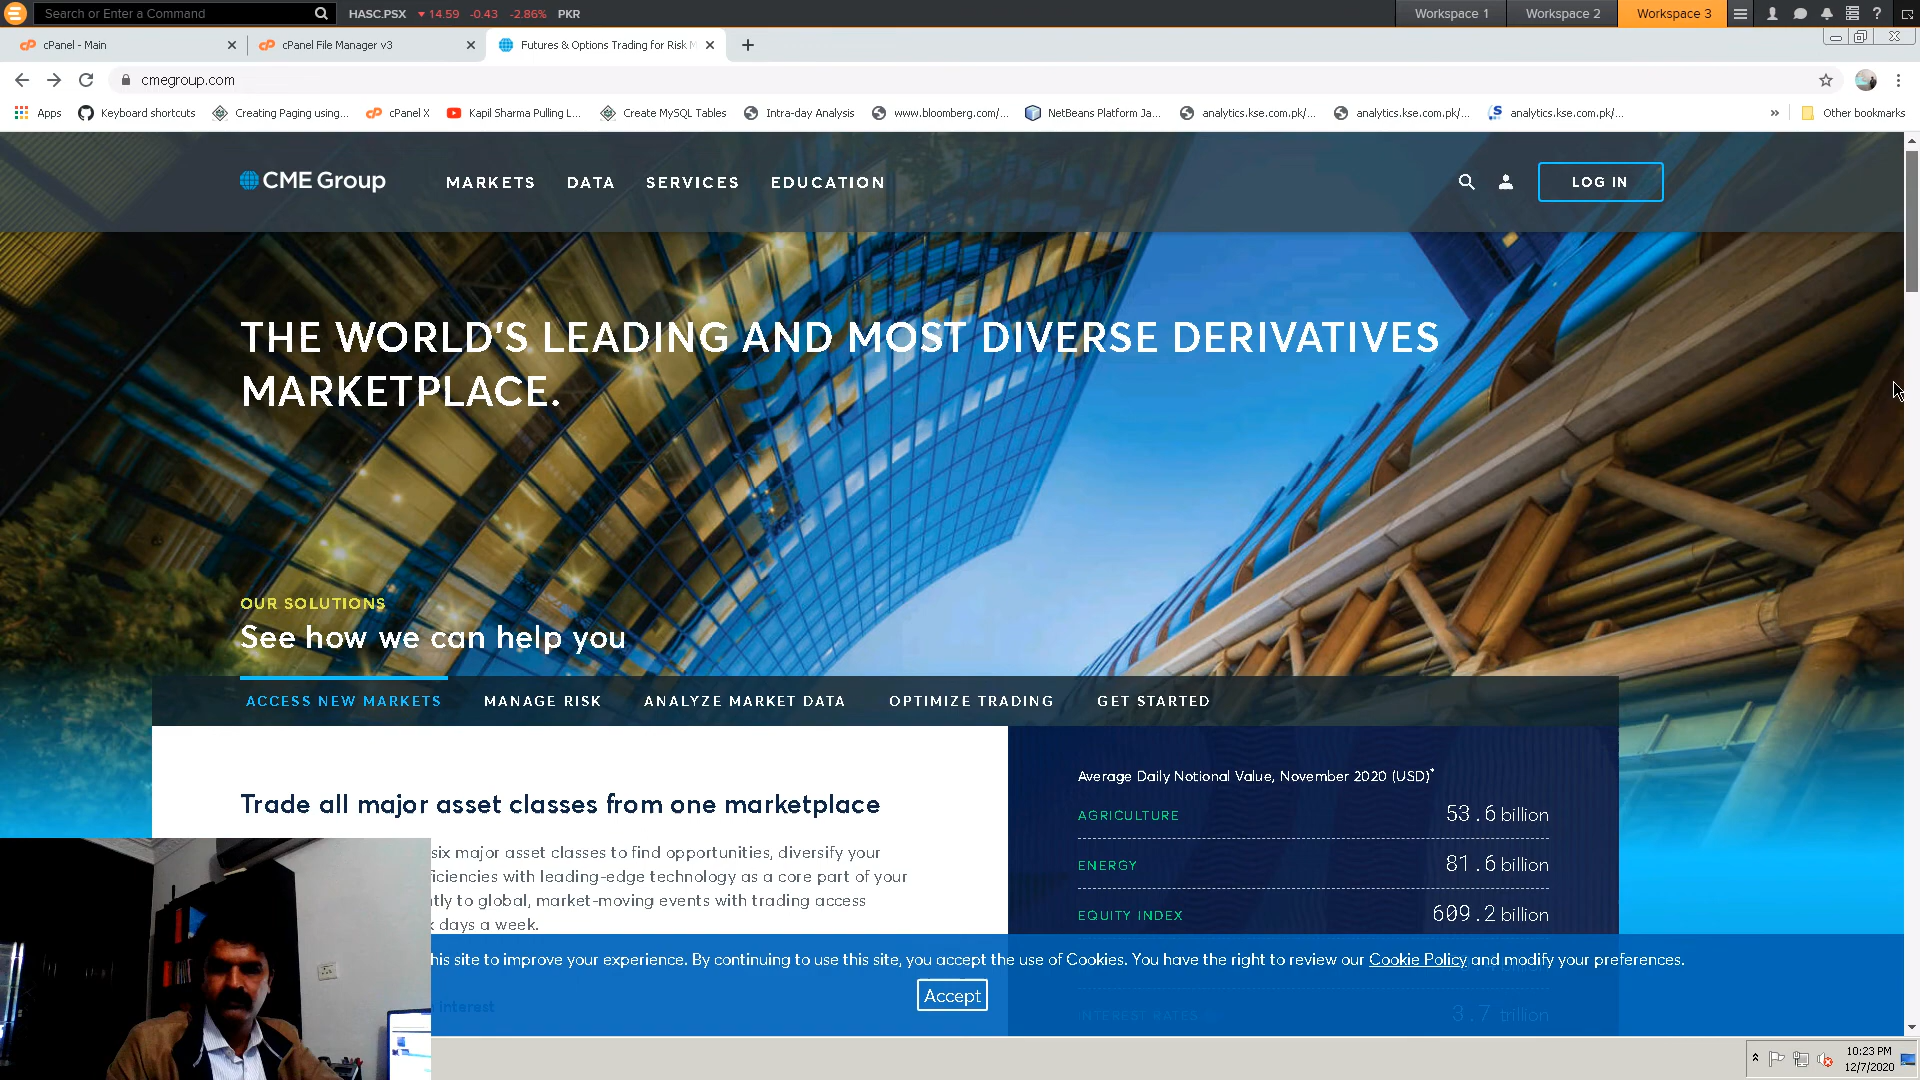 Search or Enter a Command
HASC.PSX 14.59 -0.43 -2.86% PKR
Workspace 1 Workspace 2 Workspace 3 ?
cPanel - Main cPanel File Manager v3 Futures & Options Trading for Risk M
cmegroup.com
Apps Keyboard shortcuts Creating Paging using... cPanel X Kapil Sharma Pulling L... Create MySQL Tables Intra-day Analysis www.bloomberg.com/... NetBeans Platform Ja... analytics.kse.com.pk/... analytics.kse.com.pk/... analytics.kse.com.pk/... » Other bookmarks
CME Group MARKETS DATA SERVICES EDUCATION LOG IN
THE WORLD'S LEADING AND MOST DIVERSE DERIVATIVES
MARKETPLACE.
OUR SOLUTIONS
See how we can help you
ACCESS NEW MARKETS MANAGE RISK ANALYZE MARKET DATA OPTIMIZE TRADING GET STARTED
Trade all major asset classes from one marketplace
six major asset classes to find opportunities, diversify your
iciencies with leading-edge technology as a core part of your
tly to global, market-moving events with trading access
days a week.
interest
Average Daily Notional Value, November 2020 (USD)*
AGRICULTURE 53.6 billion
ENERGY 81.6 billion
EQUITY INDEX 609.2 billion
INTEREST RATES 3.7 trillion
his site to improve your experience. By continuing to use this site, you accept the use of Cookies. You have the right to review our Cookie Policy and modify your preferences.
Accept
10:23 PM
12/7/2020